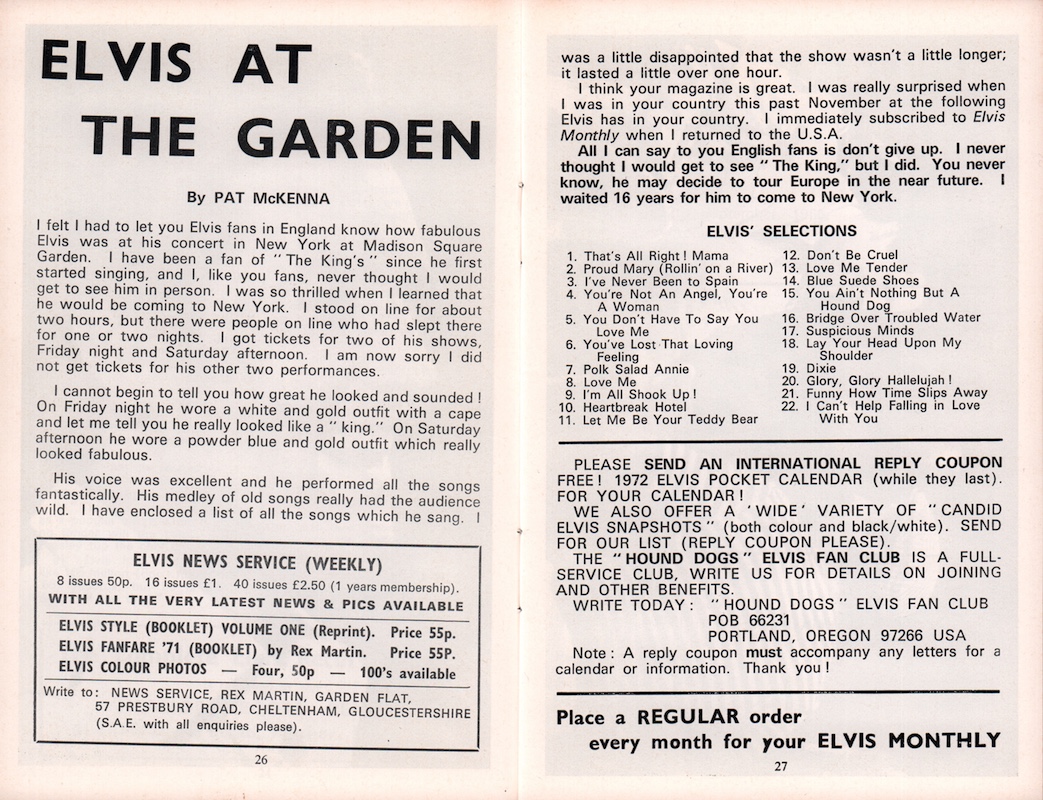 ELVIS AT
THE GARDEN
By PAT McKENNA
I felt I had to let you Elvis fans in England know how fabulous
Elvis was at his concert in New York at Madison Square
Garden. I have been a fan of "The King's" since he first
started singing, and I, like you fans, never thought I would
get to see him in person. I was so thrilled when I learned that
he would be coming to New York. I stood on line for about
two hours, but there were people on line who had slept there
for one or two nights. I got tickets for two of his shows,
Friday night and Saturday afternoon. I am now sorry I did
not get tickets for his other two performances.
I cannot begin to tell you how great he looked and sounded!
On Friday night he wore a white and gold outfit with a cape
and let me tell you he really looked like a "king." On Saturday
afternoon he wore a powder blue and gold outfit which really
looked fabulous.
His voice was excellent and he performed all the songs
fantastically. His medley of old songs really had the audience
wild. I have enclosed a list of all the songs which he sang. I
ELVIS NEWS SERVICE (WEEKLY)
8 issues 50p. 16 issues £1. 40 issues £2.50 (1 years membership).
WITH ALL THE VERY LATEST NEWS & PICS AVAILABLE
ELVIS STYLE (BOOKLET) VOLUME ONE (Reprint). Price 55p.
ELVIS FANFARE '71 (BOOKLET) by Rex Martin. Price 55P.
ELVIS COLOUR PHOTOS — Four, 50p — 100's available
Write to: NEWS SERVICE, REX MARTIN, GARDEN FLAT,
57 PRESTBURY ROAD, CHELTENHAM, GLOUCESTERSHIRE
(S.A.E. with all enquiries please).
26
was a little disappointed that the show wasn't a little longer;
it lasted a little over one hour.
I think your magazine is great. I was really surprised when
I was in your country this past November at the following
Elvis has in your country. I immediately subscribed to Elvis
Monthly when I returned to the U.S.A.
All I can say to you English fans is don't give up. I never
thought I would get to see "The King," but I did. You never
know, he may decide to tour Europe in the near future. I
waited 16 years for him to come to New York.
ELVIS' SELECTIONS
1. That's All Right! Mama
2. Proud Mary (Rollin' on a River)
3. I've Never Been to Spain
4. You're Not An Angel, You're
A Woman
5. You Don't Have To Say You
Love Me
6. You've Lost That Loving
Feeling
7. Polk Salad Annie
8. Love Me
9. I'm All Shook Up!
10. Heartbreak Hotel
11. Let Me Be Your Teddy Bear
12. Don't Be Cruel
13. Love Me Tender
14. Blue Suede Shoes
15. You Ain't Nothing But A
Hound Dog
16. Bridge Over Troubled Water
17. Suspicious Minds
18. Lay Your Head Upon My
Shoulder
19. Dixie
20. Glory, Glory Hallelujah!
21. Funny How Time Slips Away
22. I Can't Help Falling in Love
With You
PLEASE SEND AN INTERNATIONAL REPLY COUPON
FREE! 1972 ELVIS POCKET CALENDAR (while they last).
FOR YOUR CALENDAR!
WE ALSO OFFER A 'WIDE' VARIETY OF "CANDID
ELVIS SNAPSHOTS" (both colour and black/white). SEND
FOR OUR LIST (REPLY COUPON PLEASE).
THE "HOUND DOGS" ELVIS FAN CLUB IS A FULL-
SERVICE CLUB, WRITE US FOR DETAILS ON JOINING
AND OTHER BENEFITS.
WRITE TODAY: "HOUND DOGS" ELVIS FAN CLUB
POB 66231
PORTLAND, OREGON 97266 USA
Note: A reply coupon must accompany any letters for a
calendar or information. Thank you!
Place a REGULAR order
every month for your ELVIS MONTHLY
27